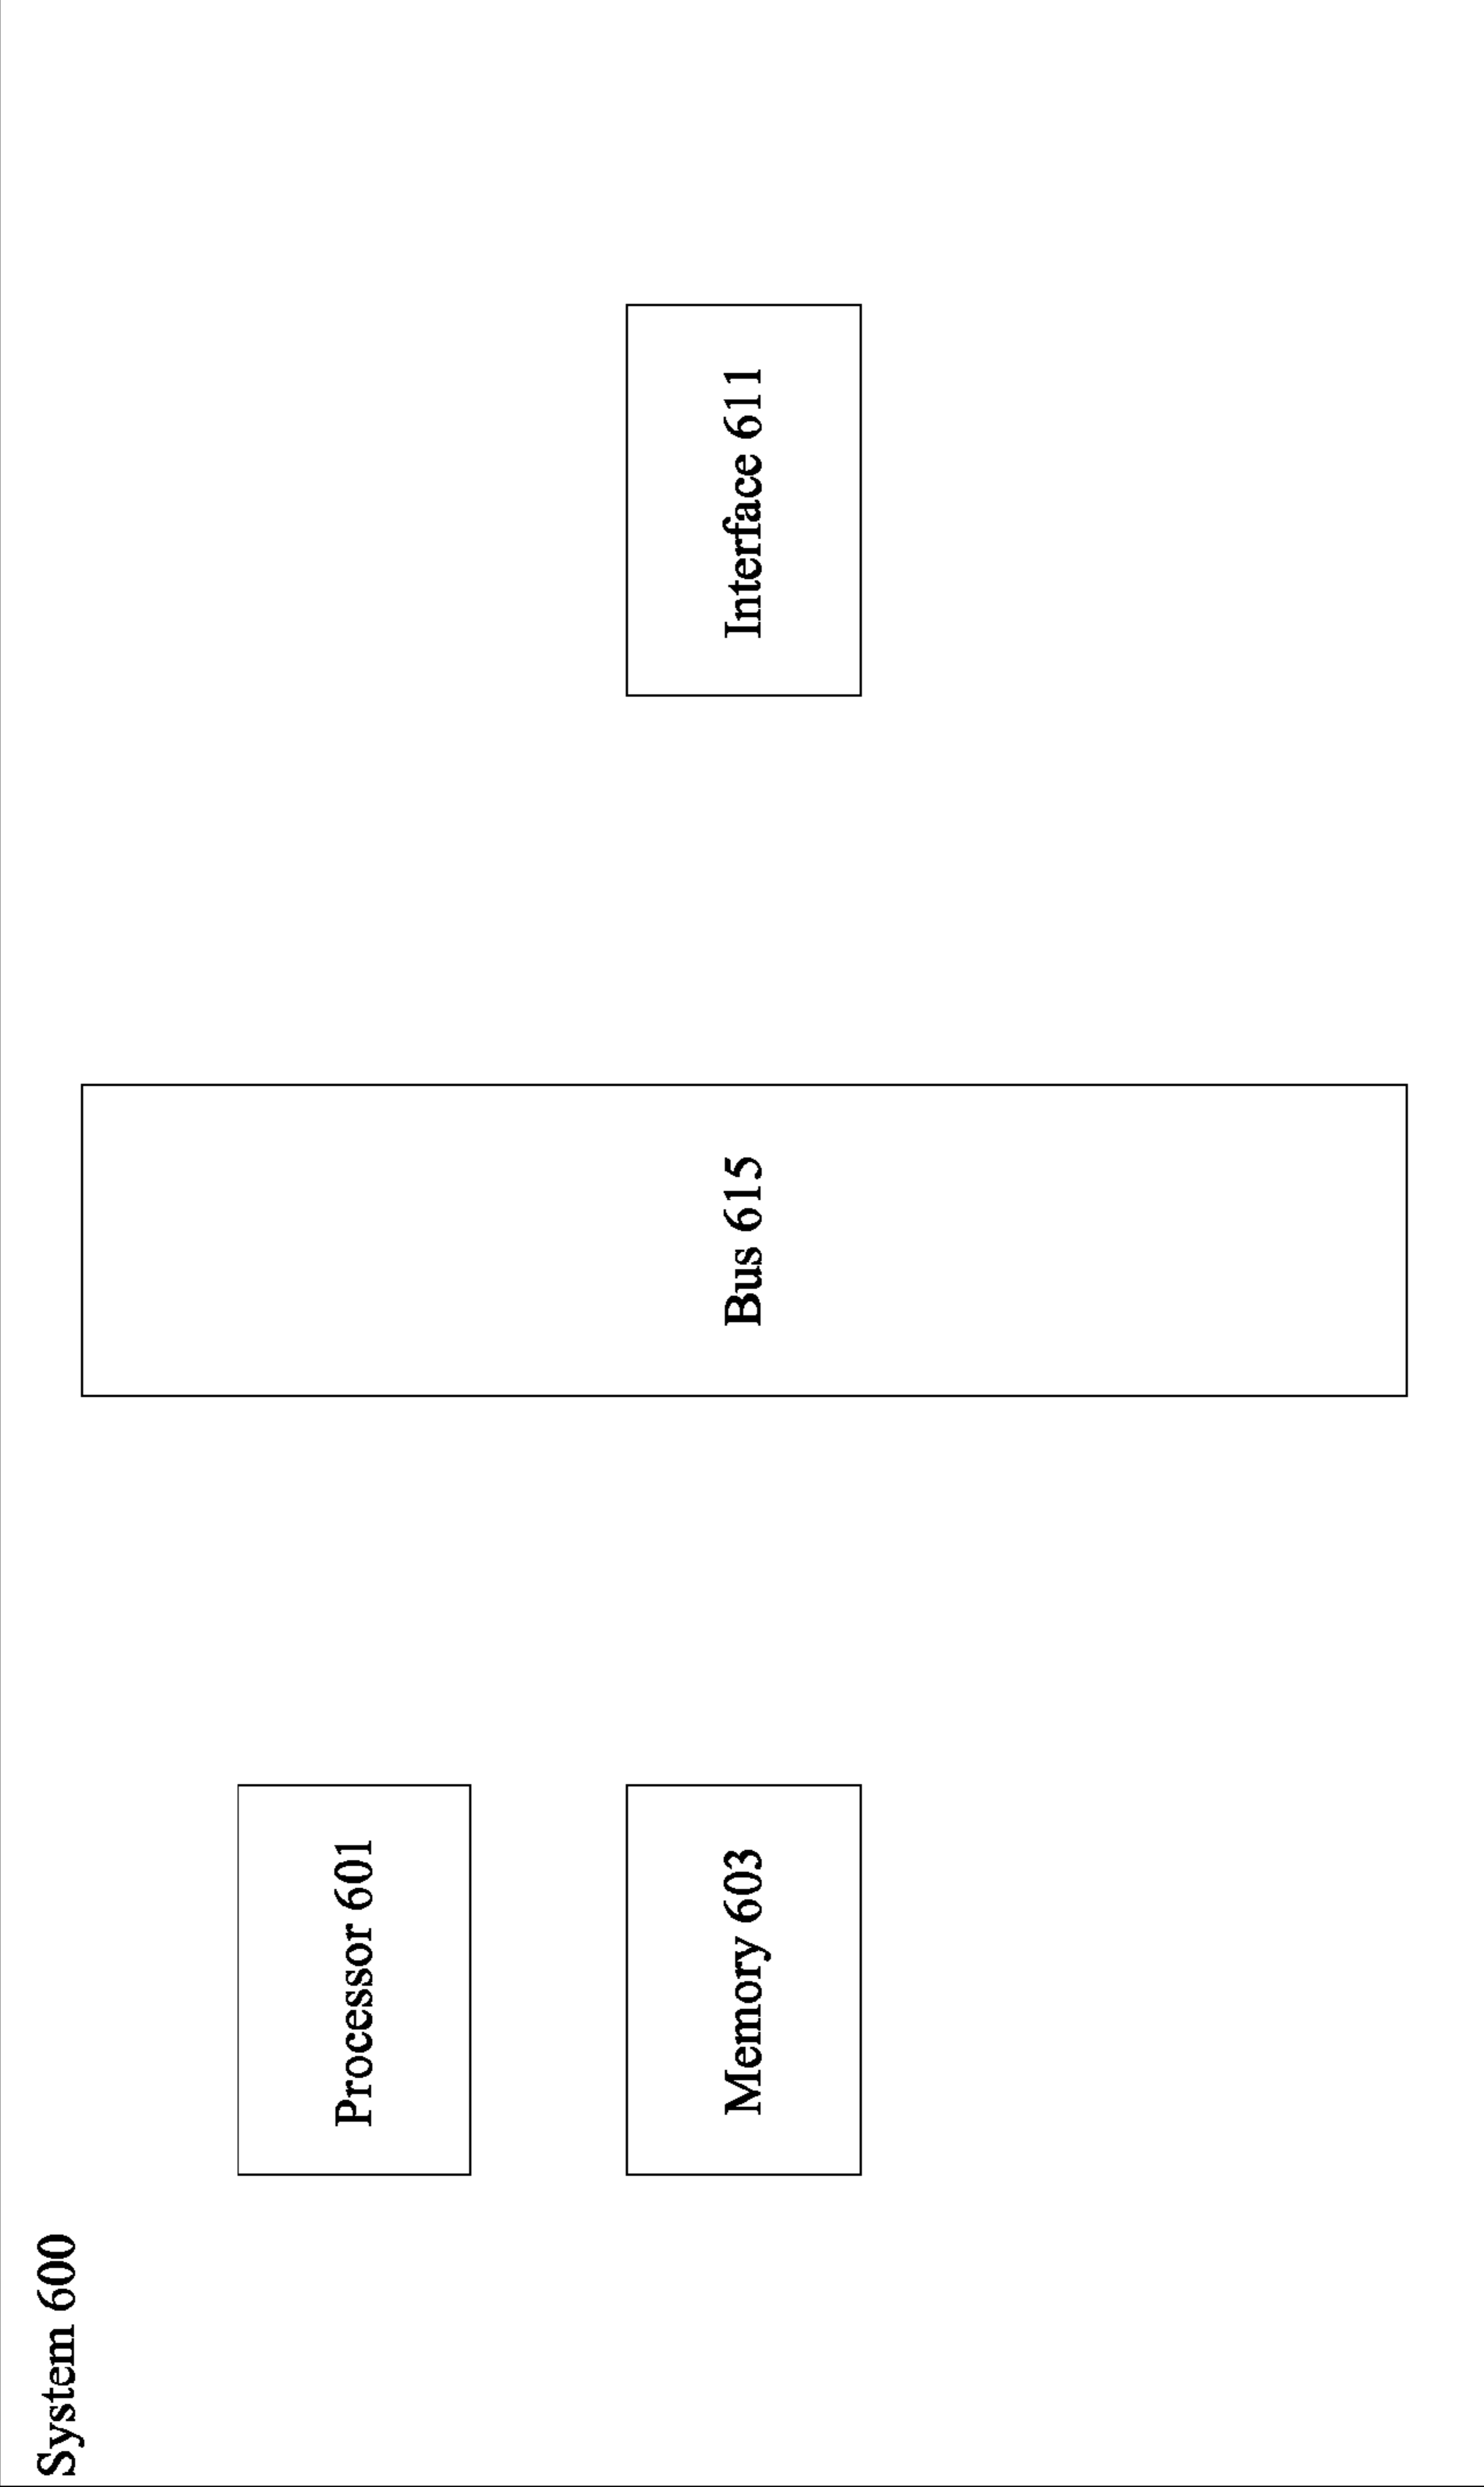 System 600
Processor 601
Memory 603
Bus 615
Interface 611